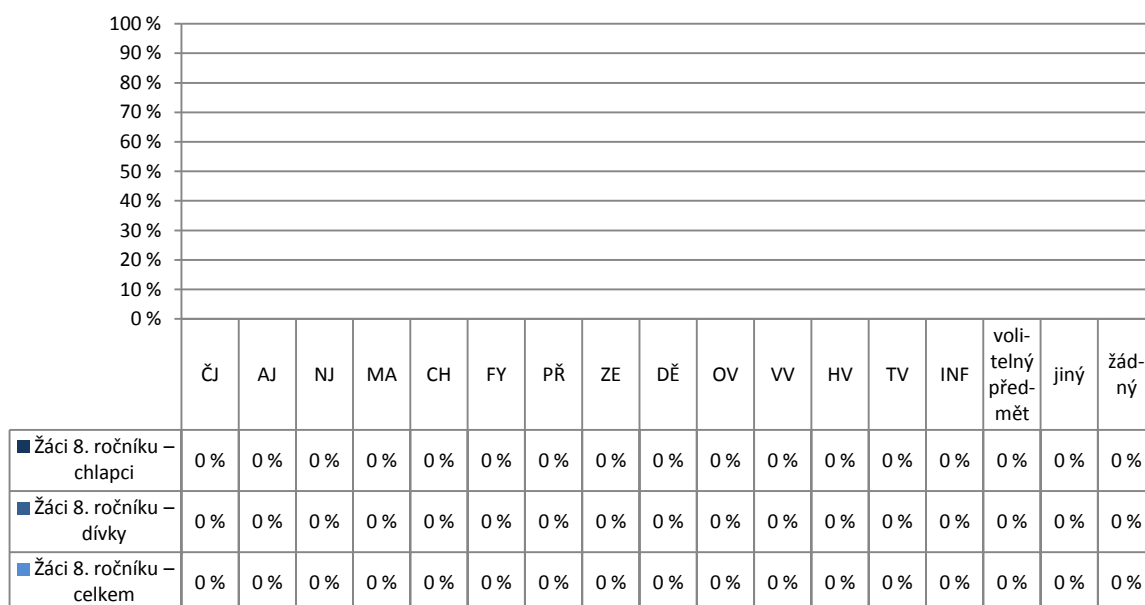 100 %
90 %
80 %
70 %
60 %
50 %
40 %
30 %
20 %
10 %
0 %
ČJ AJ NJ MA CH FY PŘ ZE DĚ OV VV HV TV INF voli-
telný
před-
mět jiný žád-
ný
Žáci 8. ročníku –
chlapci 0 % 0 % 0 % 0 % 0 % 0 % 0 % 0 % 0 % 0 % 0 % 0 % 0 % 0 % 0 % 0 % 0 %
Žáci 8. ročníku –
dívky 0 % 0 % 0 % 0 % 0 % 0 % 0 % 0 % 0 % 0 % 0 % 0 % 0 % 0 % 0 % 0 % 0 %
Žáci 8. ročníku –
celkem 0 % 0 % 0 % 0 % 0 % 0 % 0 % 0 % 0 % 0 % 0 % 0 % 0 % 0 % 0 % 0 % 0 %